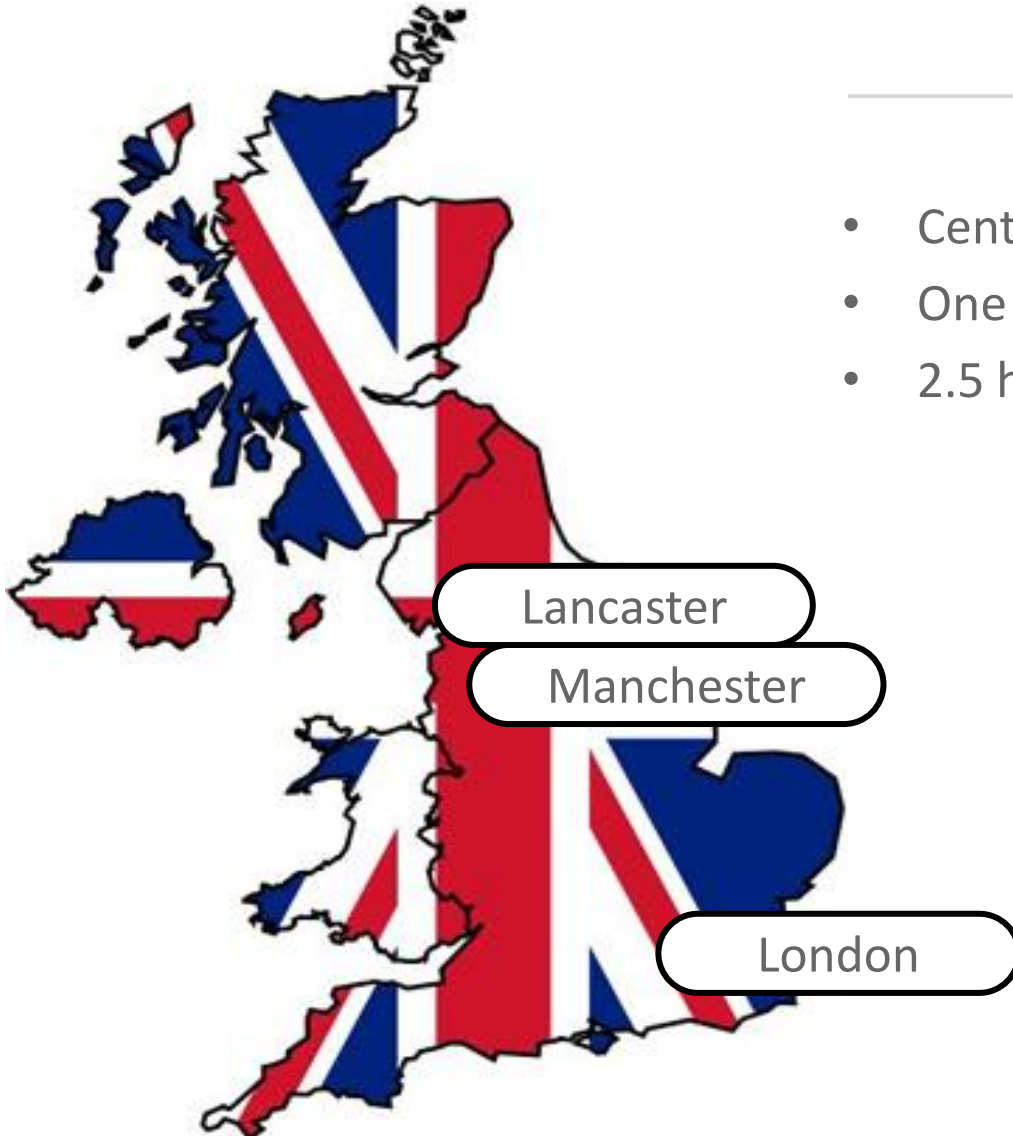 • Cent
• One
• 2.5 h
Lancaster
Manchester
London